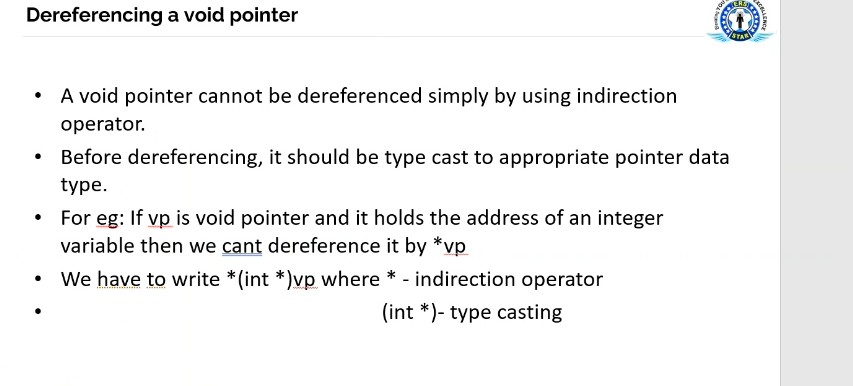 Dereferencing a void pointer
• A void pointer cannot be dereferenced simply by using indirection
operator.
• Before dereferencing, it should be type cast to appropriate pointer data
type.
• For eg: If vp is void pointer and it holds the address of an integer
variable then we cant dereference it by *vp
• We have to write *(int *)vp where * - indirection operator
• (int *)- type casting